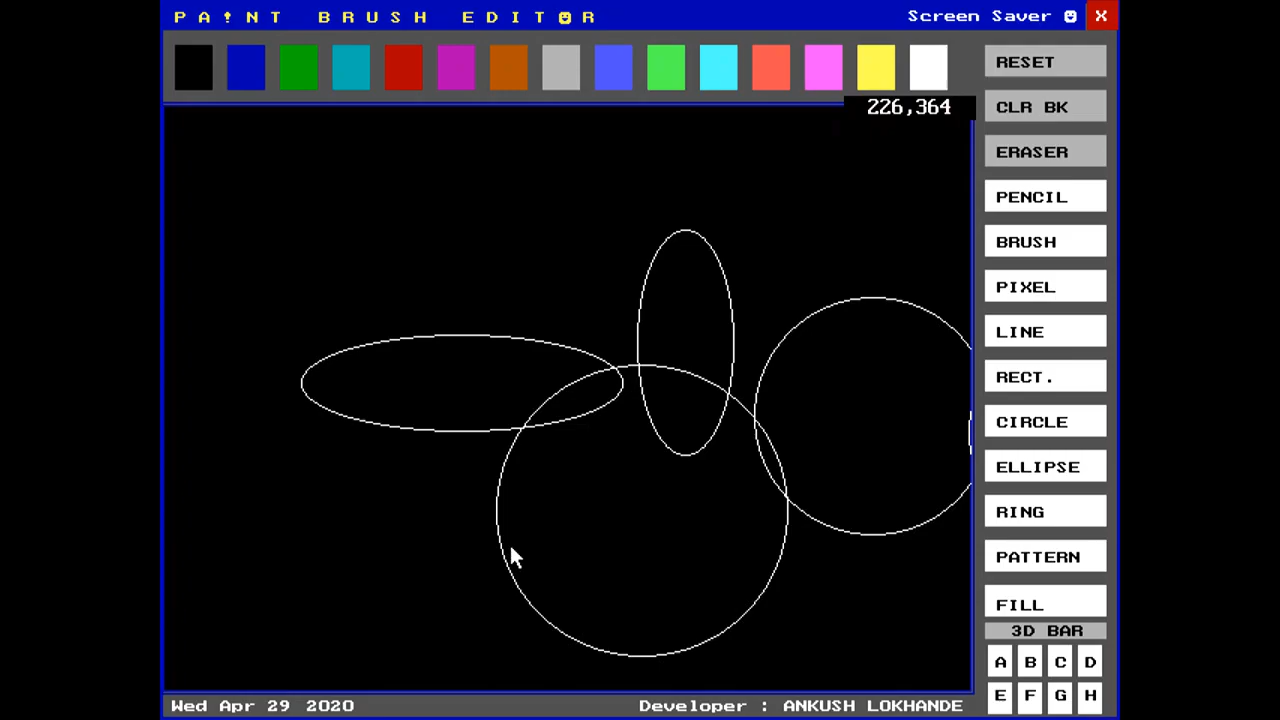 PA!NT BRUSH EDITOR
Screen Saver
X
226,364
RESET
CLR BK
ERASER
PENCIL
BRUSH
PIXEL
LINE
RECT.
CIRCLE
ELLIPSE
RING
PATTERN
FILL
3D BAR
A B C D
E F G H
Wed Apr 29 2020
Developer : ANKUSH LOKHANDE